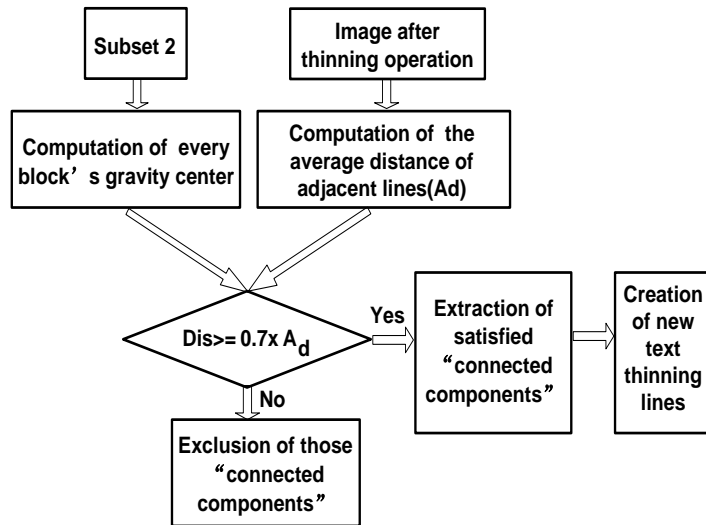 Subset 2
Image after
thinning operation
Computation of every
block's gravity center
Computation of the
average distance of
adjacent lines(Ad)
Dis>= 0.7x Ad
Yes
No
Extraction of
satisfied
“connected
components”
Creation
of new
text
thinning
lines
Exclusion of those
“connected
components”